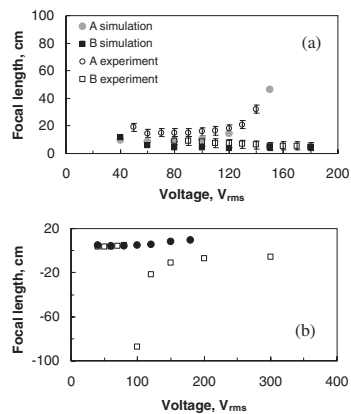 100
80
60
40
20
0
Focal length, cm
A simulation
B simulation
A experiment
B experiment
(a)
0 40 80 120 160 200
Voltage, Vrms
20
-20
-60
-100
Focal length, cm
(b)
0 100 200 300 400
Voltage, Vrms